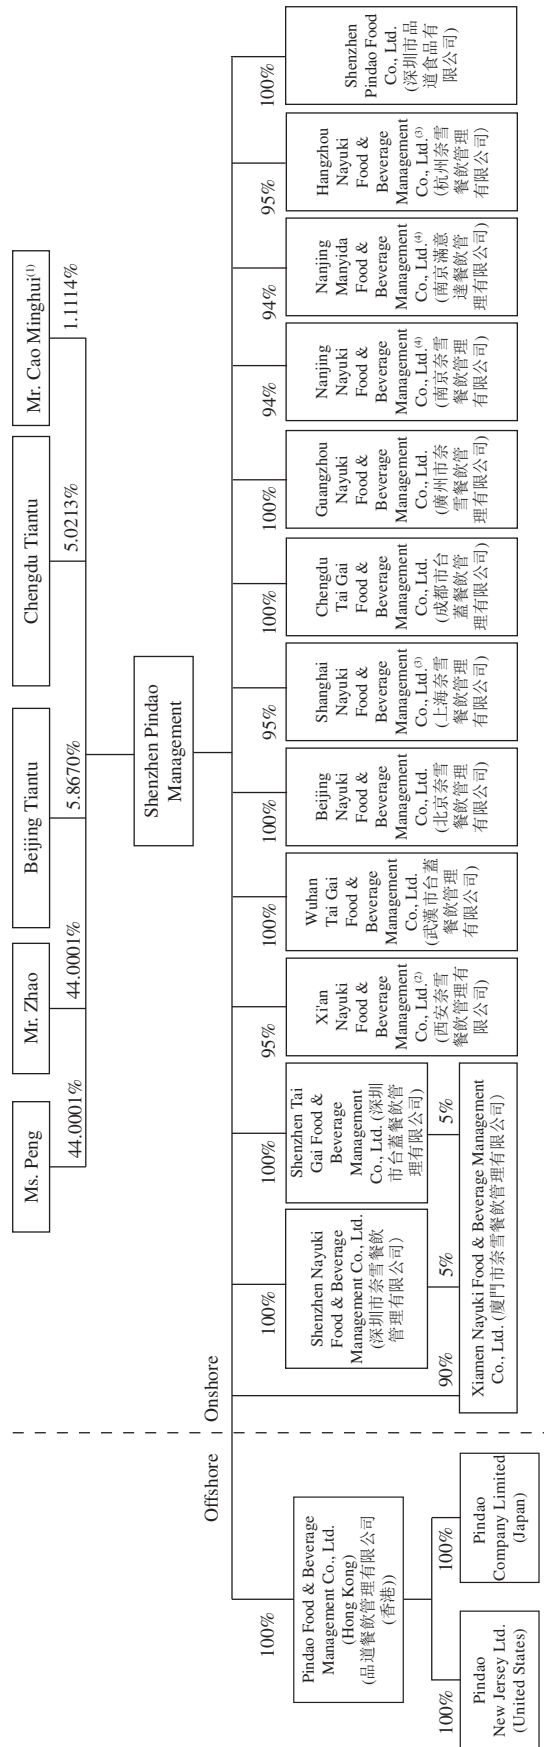 Ms. Peng
Mr. Zhao
Beijing Tiantu
Chengdu Tiantu
Mr. Cao Minghui(1)
44.0001%
44.0001%
5.8670%
5.0213%
1.1114%
Shenzhen Pindao
Management
Offshore
Onshore
100%
100%
100%
95%
100%
100%
95%
100%
100%
94%
94%
95%
100%
Pindao Food & Beverage
Management Co., Ltd.
(Hong Kong)
(品道餐飲管理有限公司
(香港))
Shenzhen Nayuki
Food & Beverage
Management Co., Ltd.
(深圳市奈雪餐飲
管理有限公司)
Shenzhen Tai
Gai Food &
Beverage
Management
Co., Ltd. (深圳
市台蓋餐飲管
理有限公司)
Xi'an
Nayuki
Food &
Beverage
Management
Co., Ltd.(2)
(西安奈雪
餐飲管理有
限公司)
Wuhan
Tai Gai
Food &
Beverage
Management
Co., Ltd.
(武漢市台蓋
餐飲管理
有限公司)
Beijing
Nayuki
Food &
Beverage
Management
Co., Ltd.
(北京奈雪
餐飲管理
有限公司)
Shanghai
Nayuki
Food &
Beverage
Management
Co., Ltd.(3)
(上海奈雪
餐飲管理
有限公司)
Chengdu
Tai Gai
Food &
Beverage
Management
Co., Ltd.
(成都市台
蓋餐飲管
理有限公司)
Guangzhou
Nayuki
Food &
Beverage
Management
Co., Ltd.
(廣州市奈
雪餐飲管
理有限公司)
Nanjing
Nayuki
Food &
Beverage
Management
Co., Ltd.(4)
(南京奈雪
餐飲管理
有限公司)
Nanjing
Manyida
Food &
Beverage
Management
Co., Ltd.(4)
(南京滿意
達餐飲管
理有限公司)
Hangzhou
Nayuki
Food &
Beverage
Management
Co., Ltd.(3)
(杭州奈雪
餐飲管理
有限公司)
Shenzhen
Pindao Food
Co., Ltd.
(深圳市品
道食品有
限公司)
100%
100%
90%
5%
5%
Pindao
New Jersey Ltd.
(United States)
Pindao
Company Limited
(Japan)
Xiamen Nayuki Food & Beverage Management
Co., Ltd. (廈門市奈雪餐飲管理有限公司)